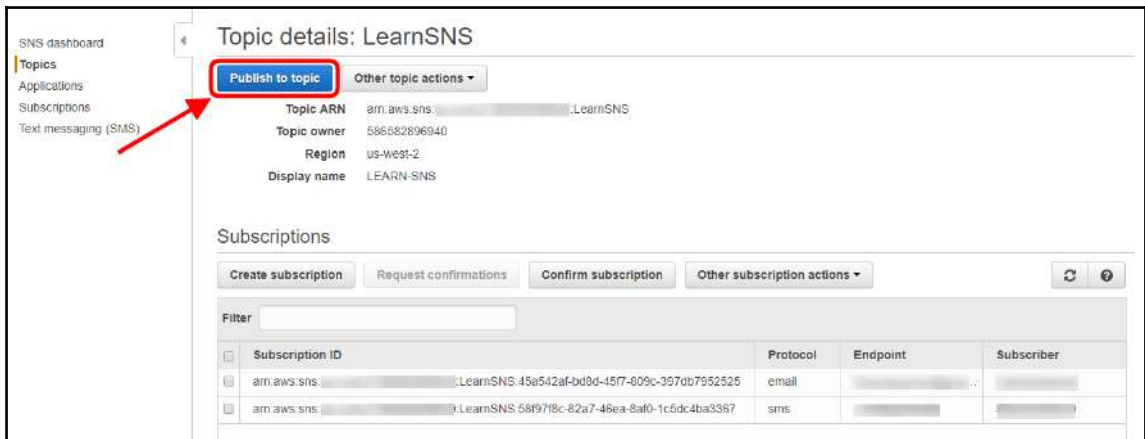 SNS dashboard
Topics
Applications
Subscriptions
Text messaging (SMS)
Topic details: LearnSNS
Publish to topic
Other topic actions
Topic ARN arn:aws:sns: :LearnSNS
Topic owner 586582896940
Region us-west-2
Display name LEARN-SNS
Subscriptions
Create subscription Request confirmations Confirm subscription Other subscription actions
Filter
Subscription ID Protocol Endpoint Subscriber
arn:aws:sns: :LearnSNS:45a542af-bd8d-45f7-809c-397db7952525 email
arn:aws:sns: :LearnSNS:58f97f8c-82a7-46ea-8af0-1c5dc4ba3367 sms